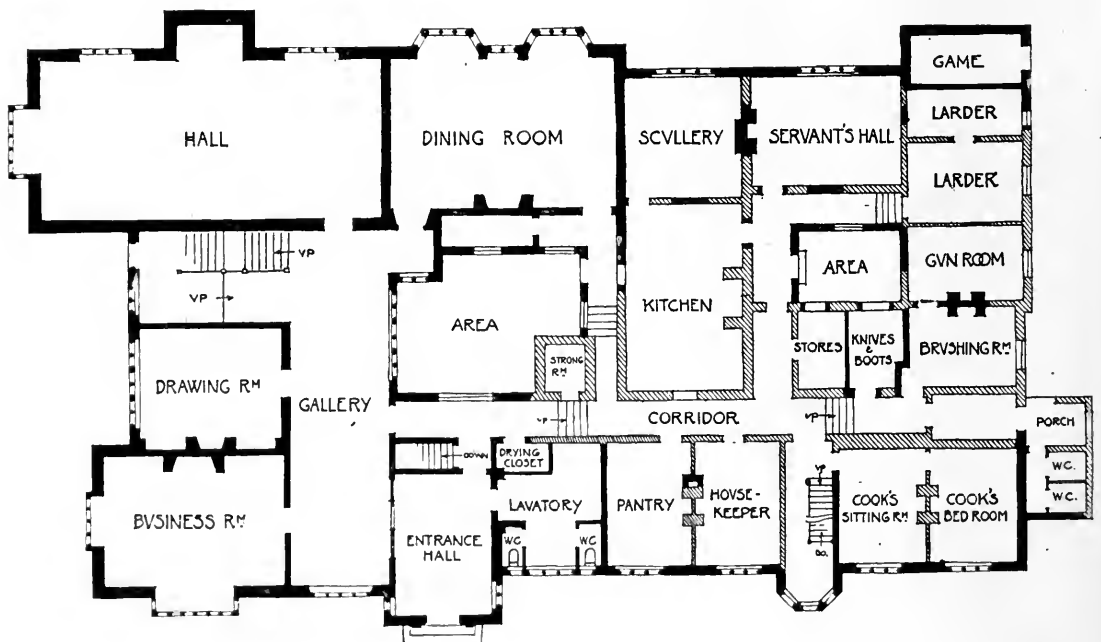 GAME
HALL
DINING ROOM
SCVLLERY
SERVANT'S HALL
LARDER
LARDER
VP
VP
AREA
GVN ROOM
AREA
KITCHEN
STORES
KNIVES
&
BOOTS
BRVSHING RM
STRONG
RM
DRAWING RM
GALLERY
VP
CORRIDOR
VP
PORCH
DOWN
DRYING
CLOSET
W.C.
W.C.
BVSINESS RM
ENTRANCE
HALL
LAVATORY
WC
WC
PANTRY
HOVSE-
KEEPER
VP
DO.
COOK'S
SITTING RM
COOK'S
BED ROOM